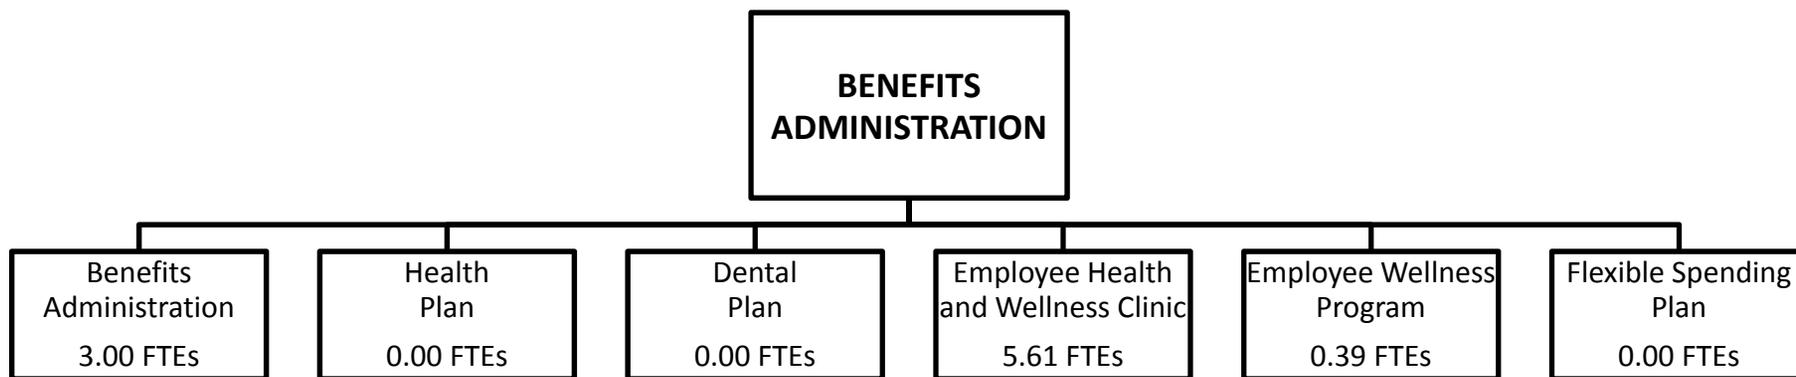 BENEFITS
ADMINISTRATION
Benefits
Administration
3.00 FTEs
Health
Plan
0.00 FTEs
Dental
Plan
0.00 FTEs
Employee Health
and Wellness Clinic
5.61 FTEs
Employee Wellness
Program
0.39 FTEs
Flexible Spending
Plan
0.00 FTEs